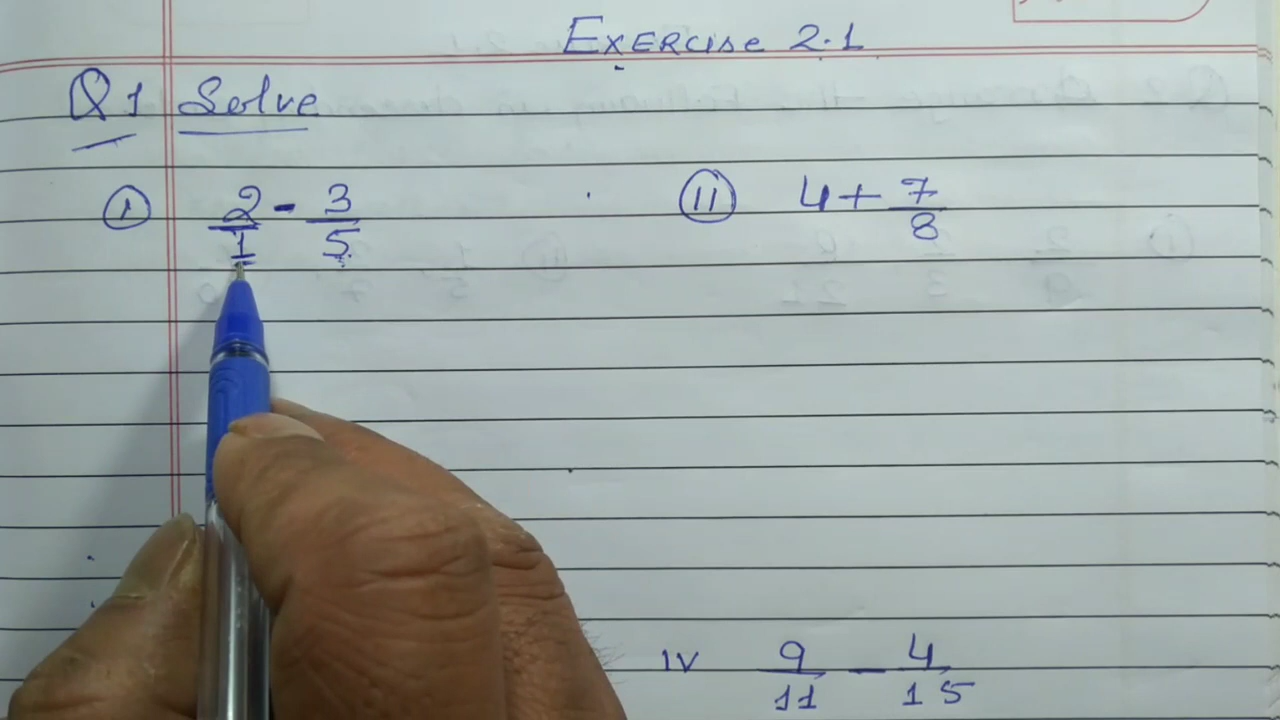 Exercise 2.1
Q1 Solve
(I) 2/1 - 3/5 (II) 4 + 7/8
IV 9/11 - 4/15